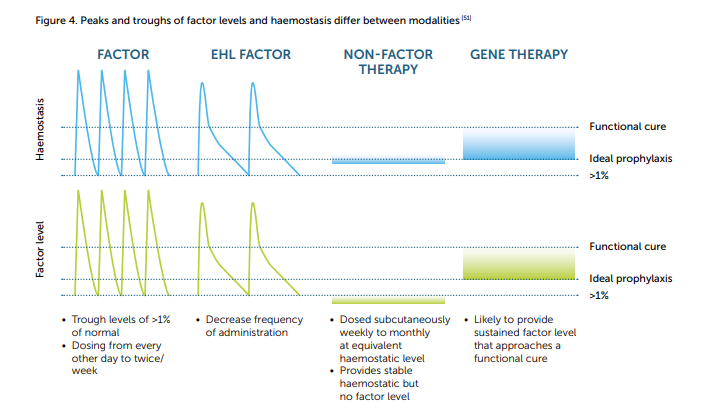 Figure 4. Peaks and troughs of factor levels and haemostasis differ between modalities [51]
FACTOR
EHL FACTOR
NON-FACTOR
THERAPY
GENE THERAPY
Haemostasis
Functional cure
Ideal prophylaxis
>1%
Factor level
Functional cure
Ideal prophylaxis
>1%
• Trough levels of >1%
of normal
• Dosing from every
other day to twice/
week
• Decrease frequency
of administration
• Dosed subcutaneously
weekly to monthly
at equivalent
haemostatic level
• Provides stable
haemostatic but
no factor level
• Likely to provide
sustained factor level
that approaches a
functional cure